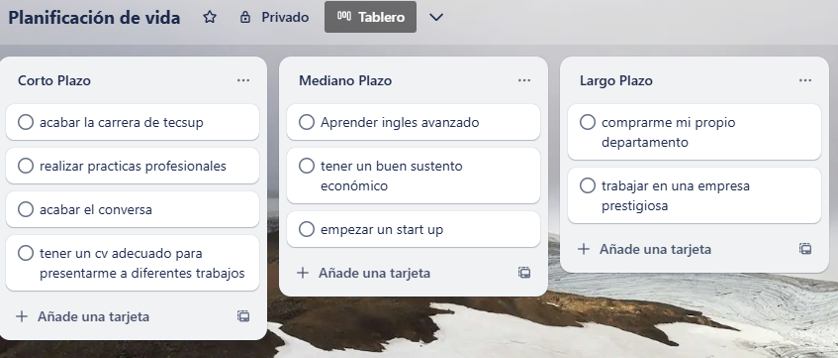 Planificación de vida
Privado
Tablero
Corto Plazo
acabar la carrera de tecsup
realizar practicas profesionales
acabar el conversa
tener un cv adecuado para
presentarme a diferentes trabajos
Añade una tarjeta
Mediano Plazo
Aprender ingles avanzado
tener un buen sustento
económico
empezar un start up
Añade una tarjeta
Largo Plazo
comprarme mi propio
departamento
trabajar en una empresa
prestigiosa
Añade una tarjeta